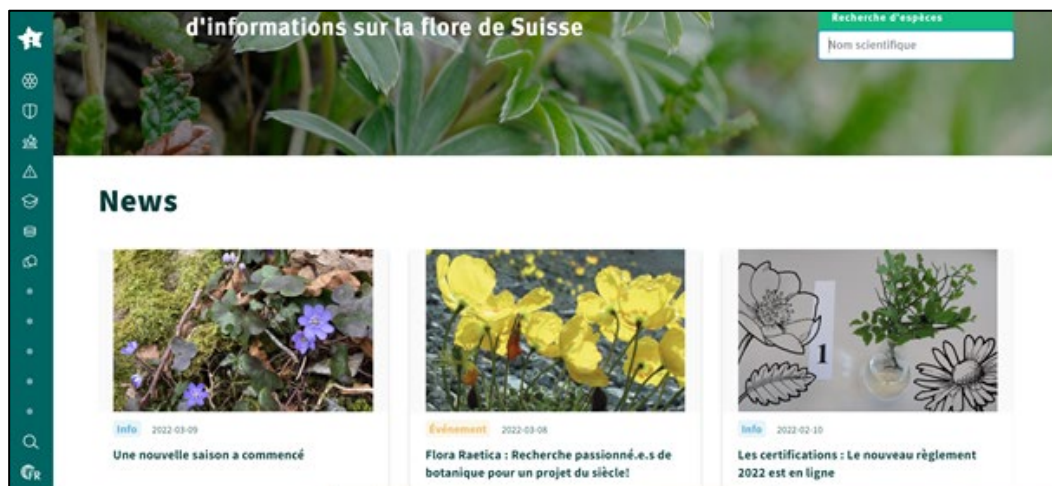 d'informations sur la flore de Suisse
Recherche d'espèces
Nom scientifique
News
1
Info 2022-03-09
Une nouvelle saison a commencé
Événement 2022-03-08
Flora Raetica : Recherche passionné.e.s de
botanique pour un projet du siècle!
Info 2022-02-10
Les certifications : Le nouveau règlement
2022 est en ligne
FR